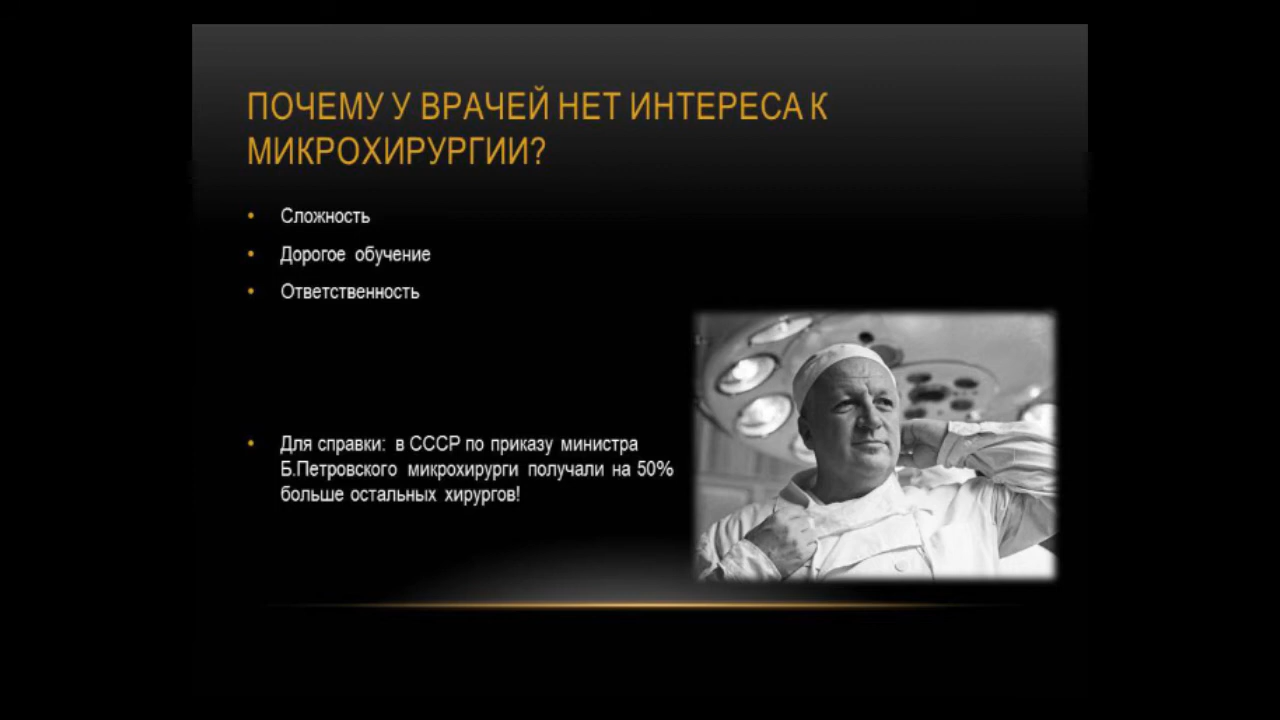 ПОЧЕМУ У ВРАЧЕЙ НЕТ ИНТЕРЕСА К
МИКРОХИРУРГИИ?
• Сложность
• Дорогое обучение
• Ответственность
• Для справки: в СССР по приказу министра
Б.Петровского микрохирурги получали на 50%
больше остальных хирургов!